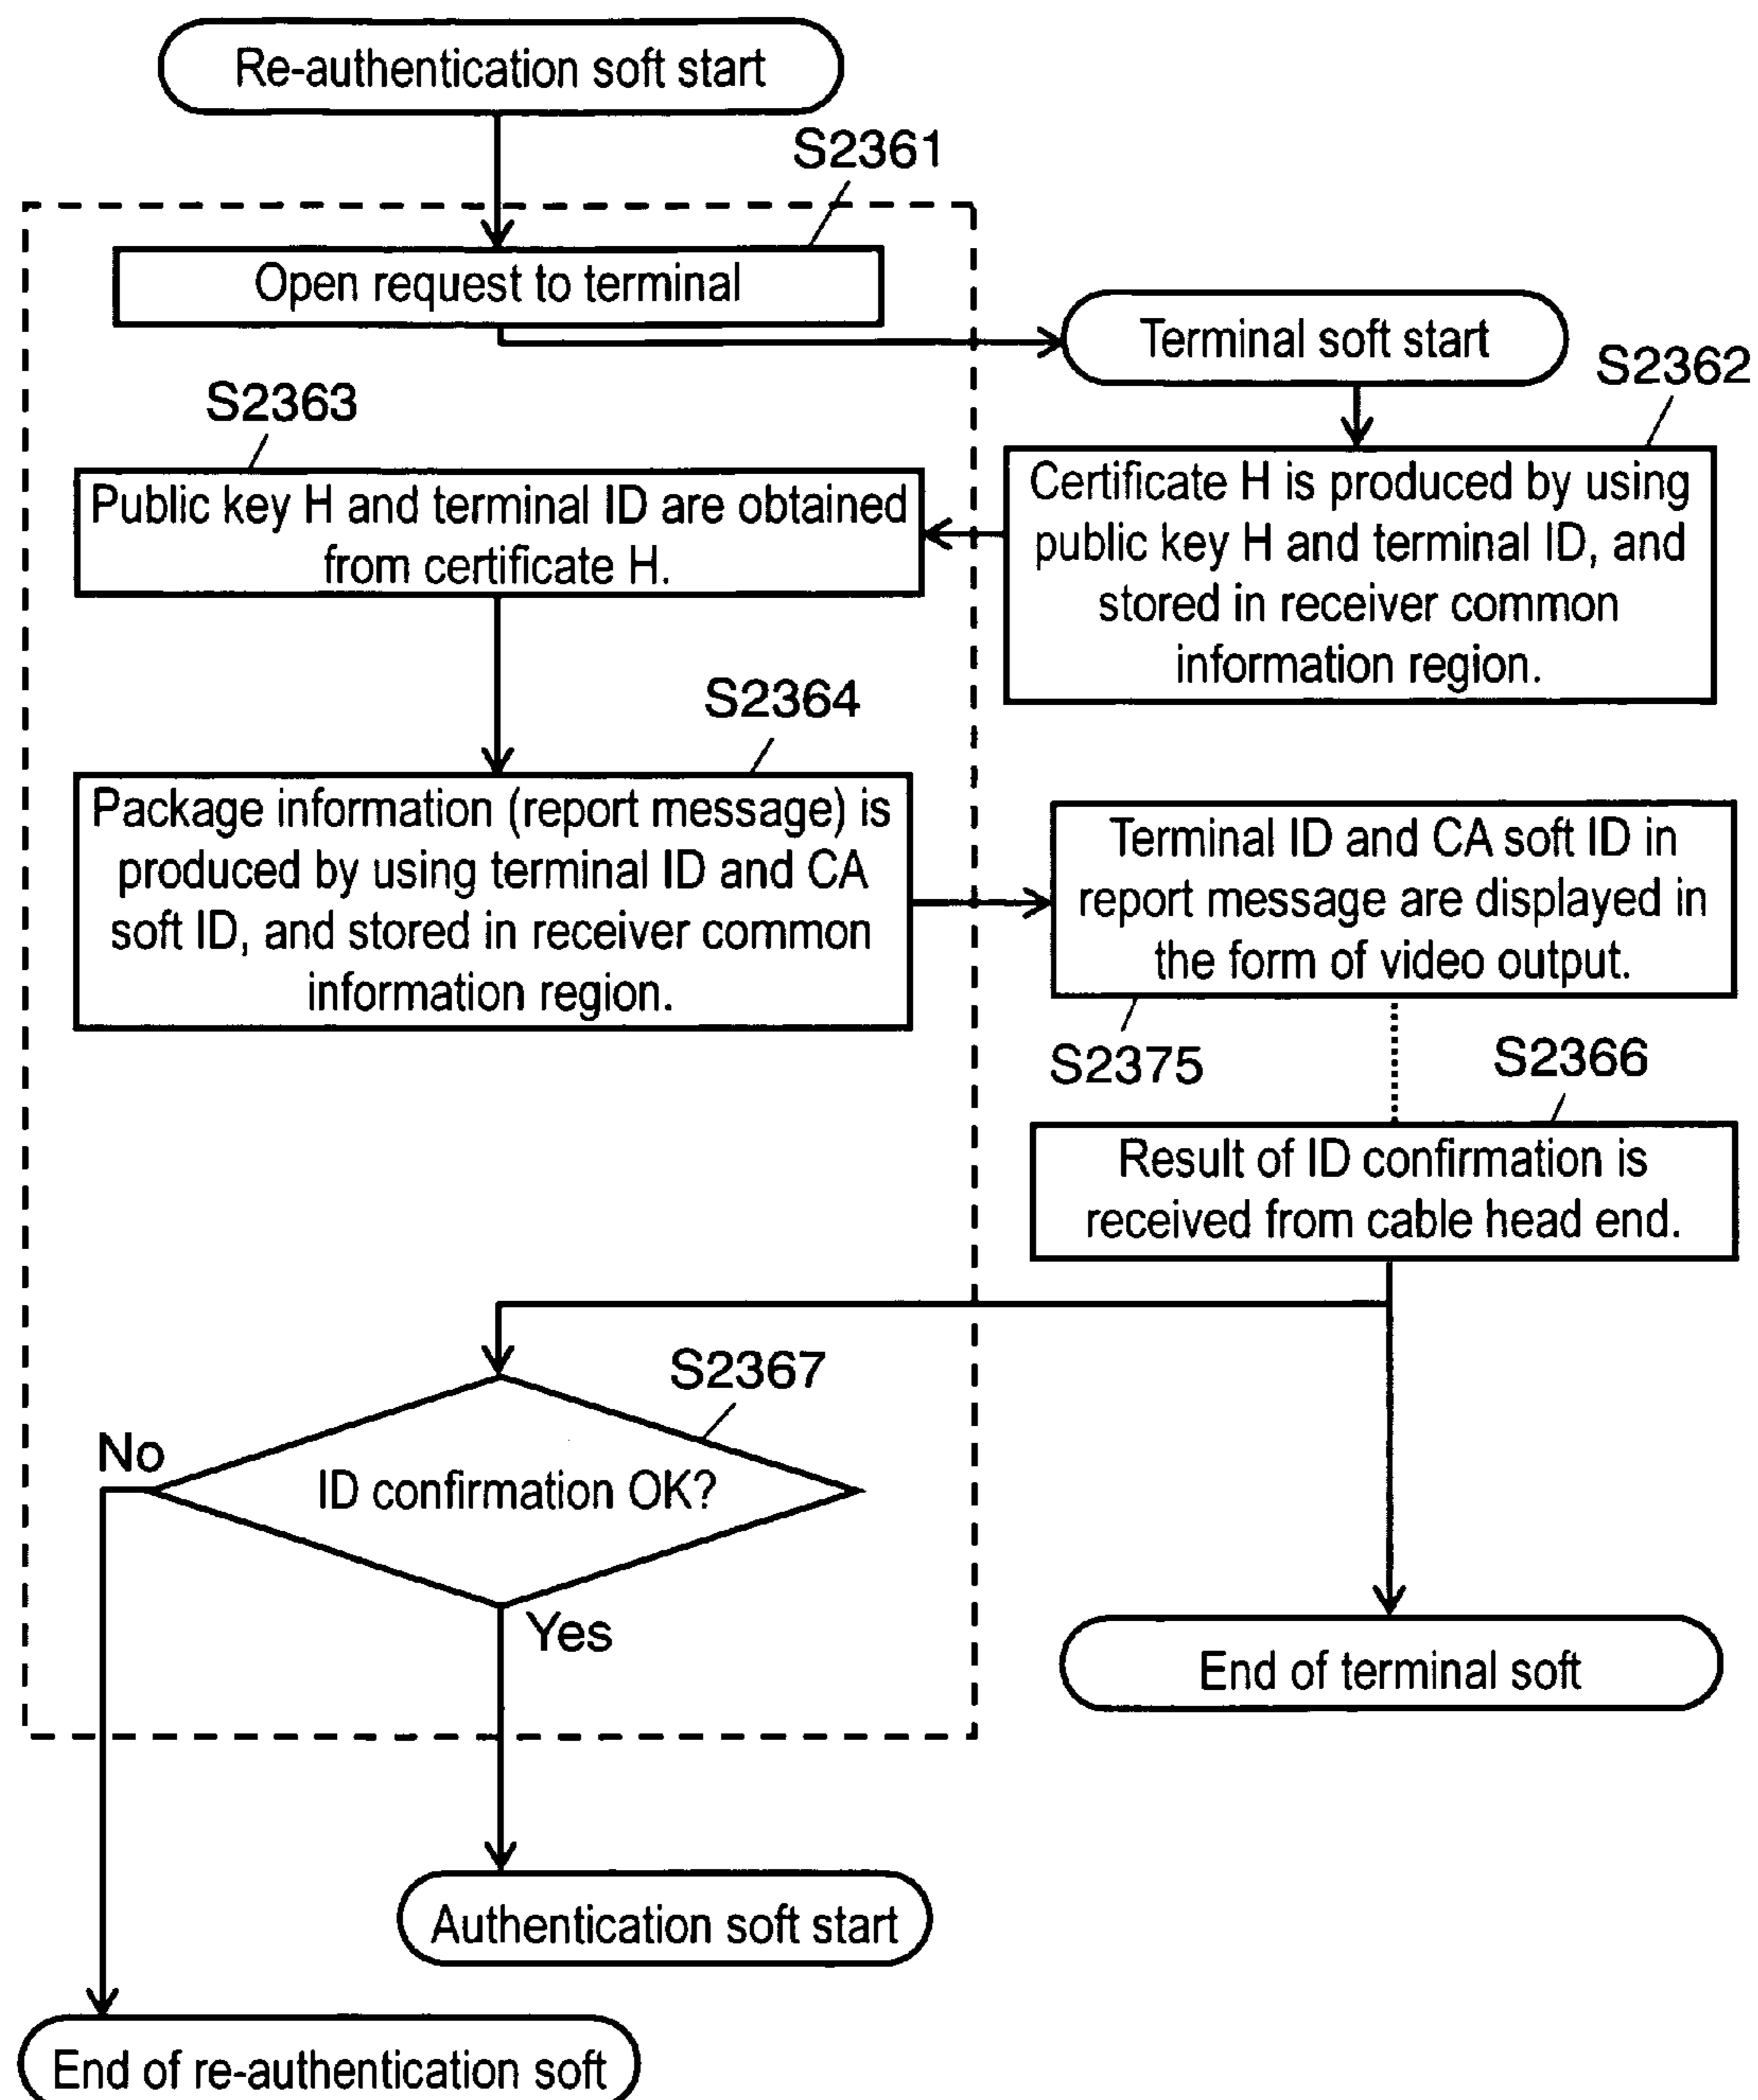 Re-authentication soft start
S2361
Open request to terminal
Terminal soft start
S2362
S2363
Certificate H is produced by using
public key H and terminal ID, and
stored in receiver common
information region.
Public key H and terminal ID are obtained
from certificate H.
S2364
Package information (report message) is
produced by using terminal ID and CA
soft ID, and stored in receiver common
information region.
Terminal ID and CA soft ID in
report message are displayed in
the form of video output.
S2375
S2366
Result of ID confirmation is
received from cable head end.
S2367
No
ID confirmation OK?
Yes
End of terminal soft
Authentication soft start
End of re-authentication soft